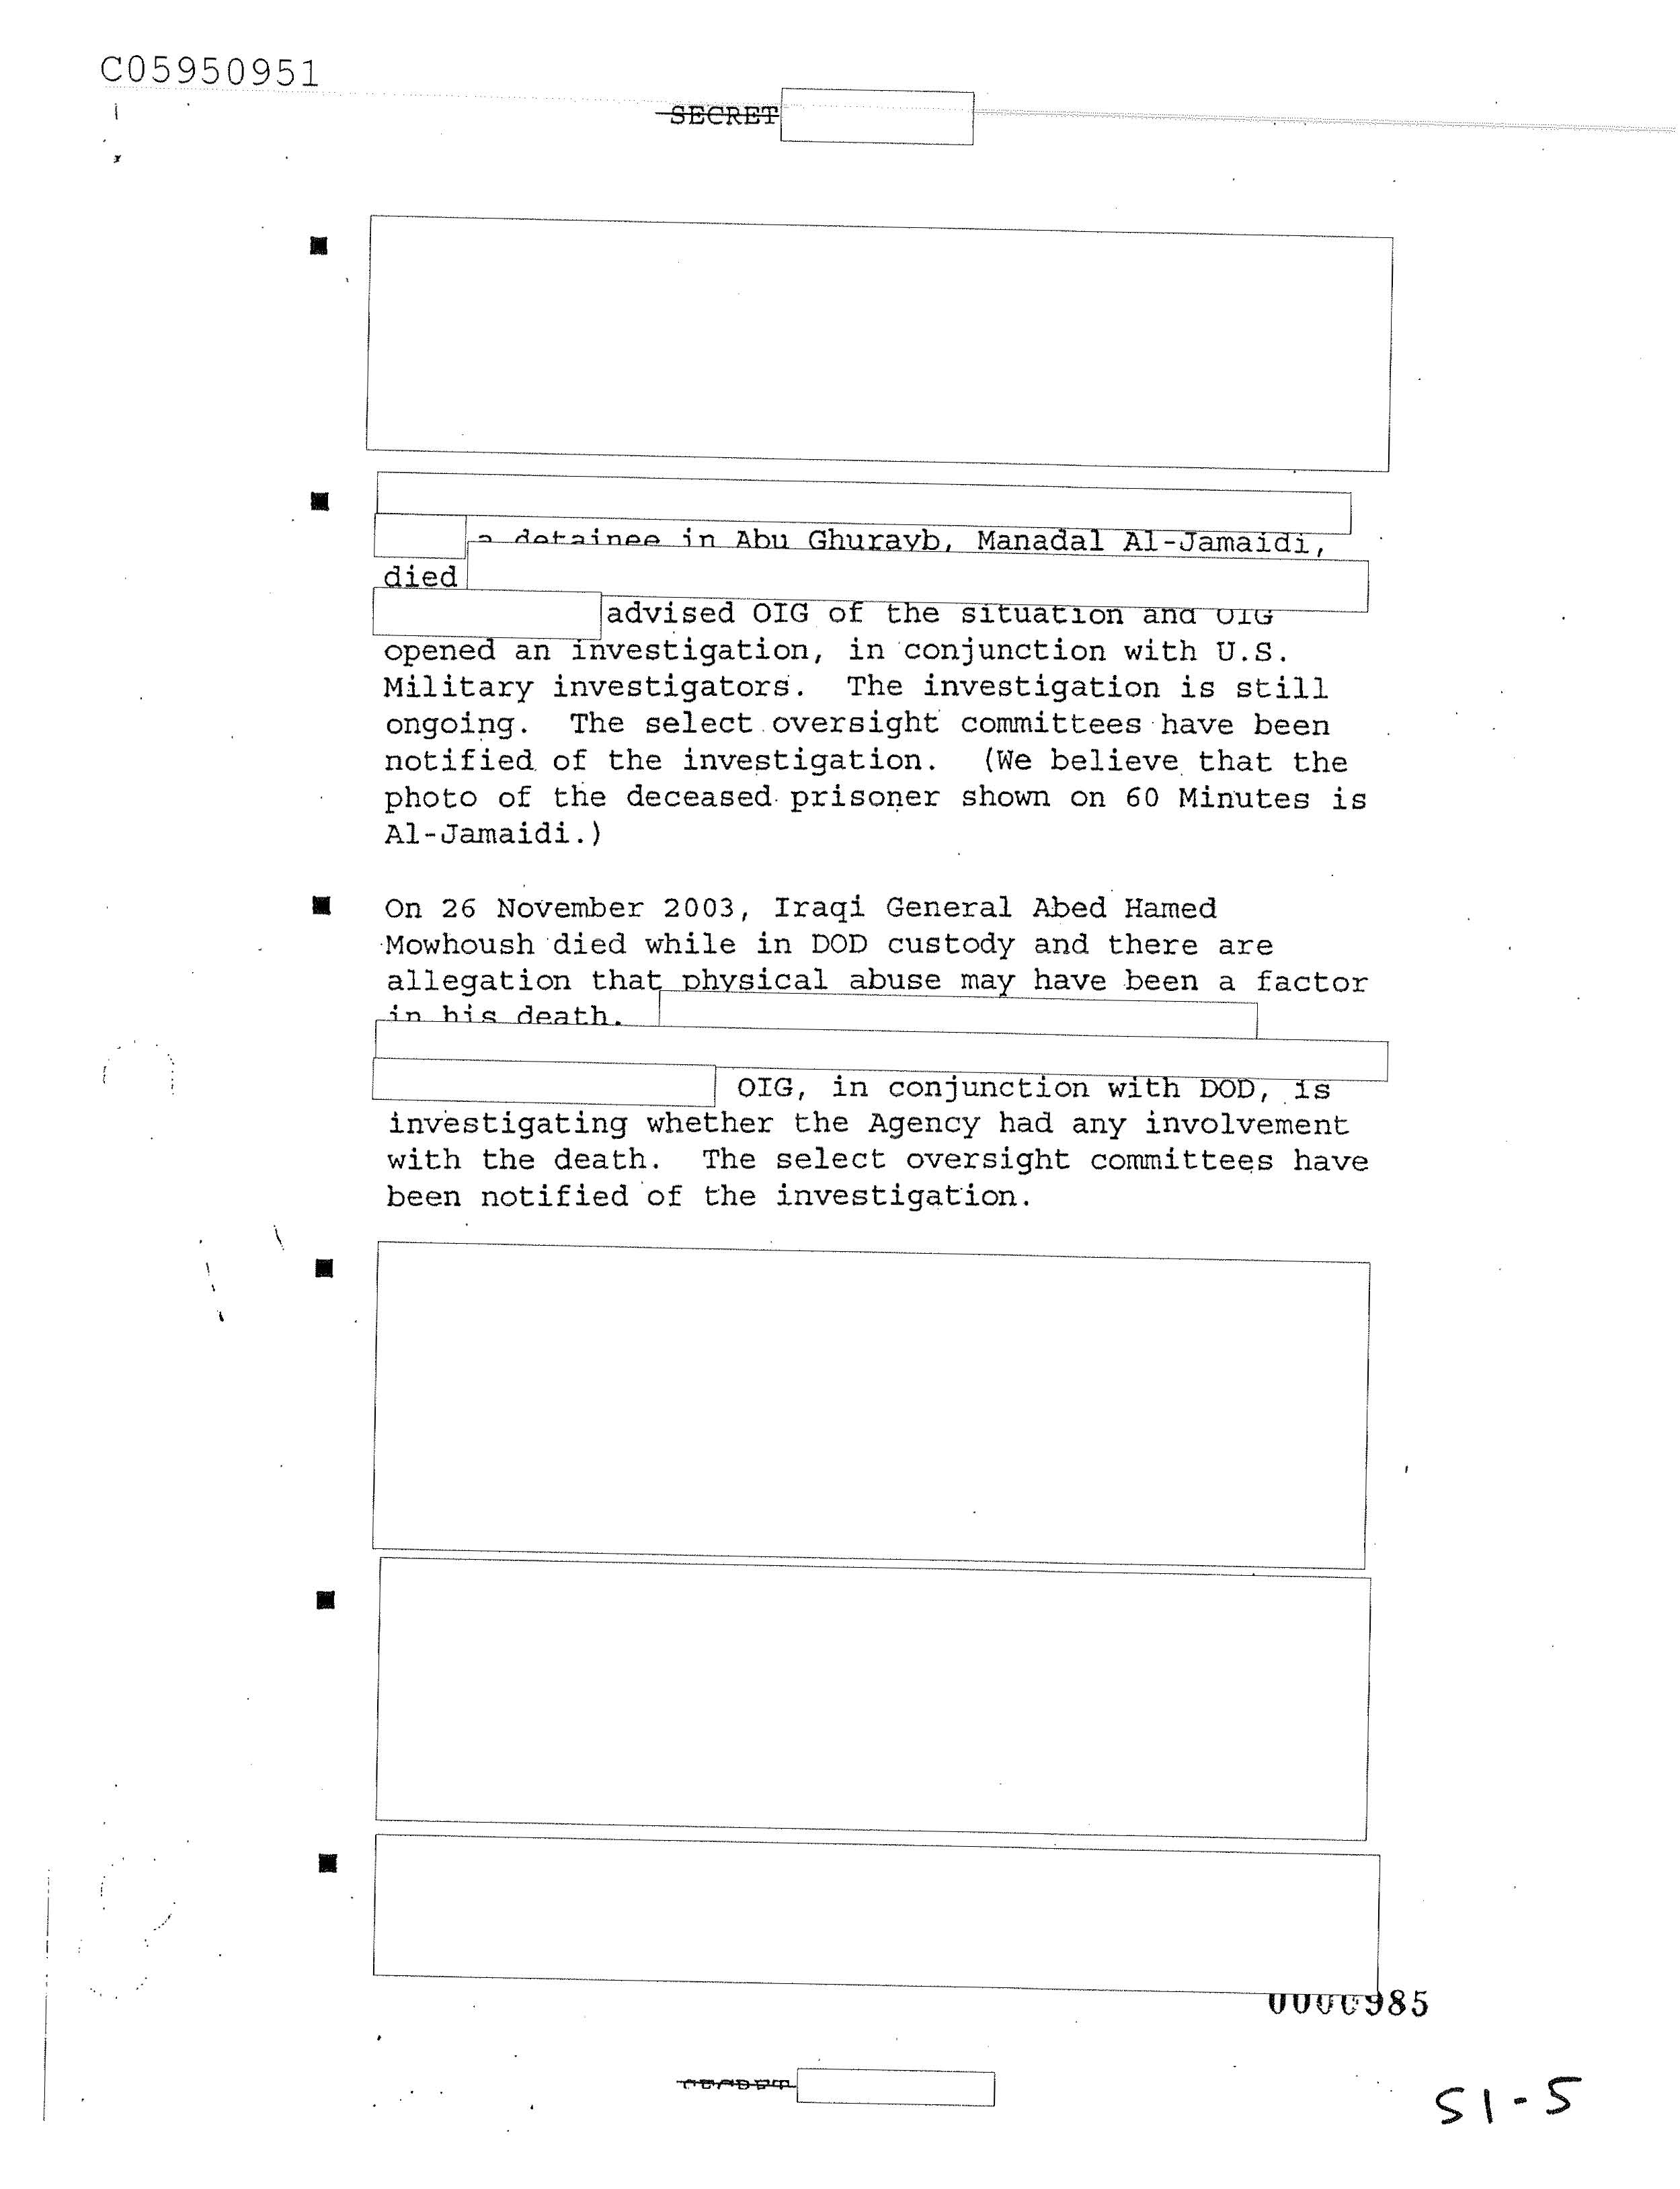 C05950951
SECRET
a detainee in Abu Ghurayb, Manadal Al-Jamaidi,
died
advised OIG of the situation and OIG
opened an investigation, in conjunction with U.S.
Military investigators. The investigation is still
ongoing. The select oversight committees have been
notified of the investigation. (We believe that the
photo of the deceased prisoner shown on 60 Minutes is
Al-Jamaidi.)
On 26 November 2003, Iraqi General Abed Hamed
Mowhoush died while in DOD custody and there are
allegation that physical abuse may have been a factor
in his death.
OIG, in conjunction with DOD, is
investigating whether the Agency had any involvement
with the death. The select oversight committees have
been notified of the investigation.
0000985
SECRET
51-5